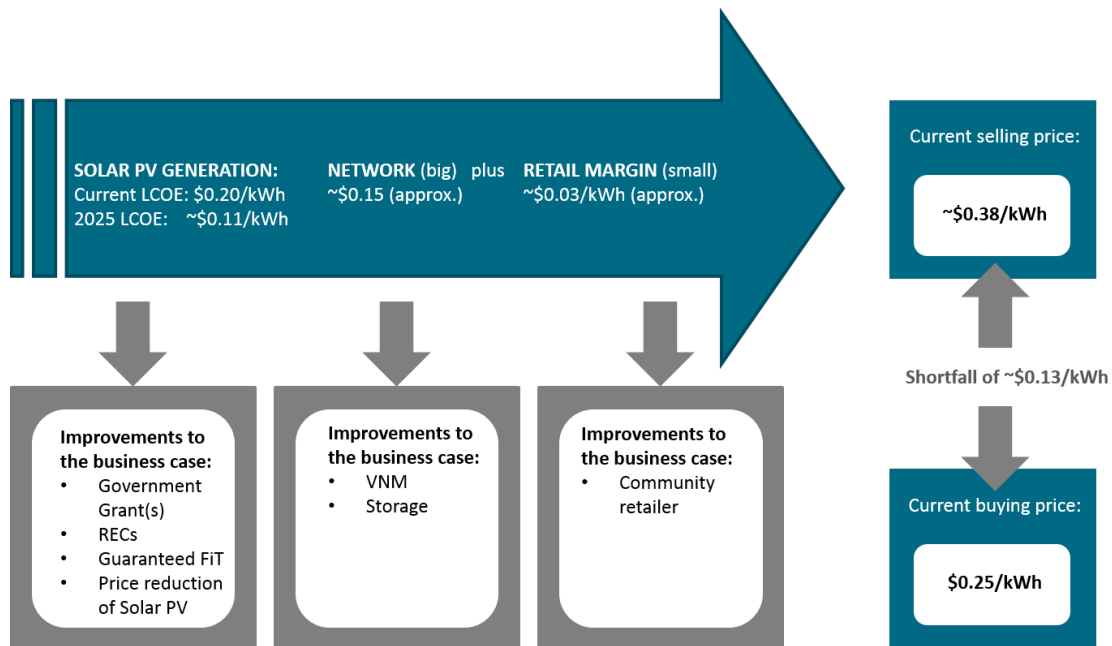 SOLAR PV GENERATION:
Current LCOE: $0.20/kWh
2025 LCOE: ~$0.11/kWh
NETWORK (big) plus
~$0.15 (approx.)
RETAIL MARGIN (small)
~$0.03/kWh (approx.)
Current selling price:
~$0.38/kWh
Shortfall of ~$0.13/kWh
Current buying price:
$0.25/kWh
Improvements to
the business case:
• Government
Grant(s)
• RECs
• Guaranteed FiT
• Price reduction
of Solar PV
Improvements to
the business case:
• VNM
• Storage
Improvements to
the business case:
• Community
retailer